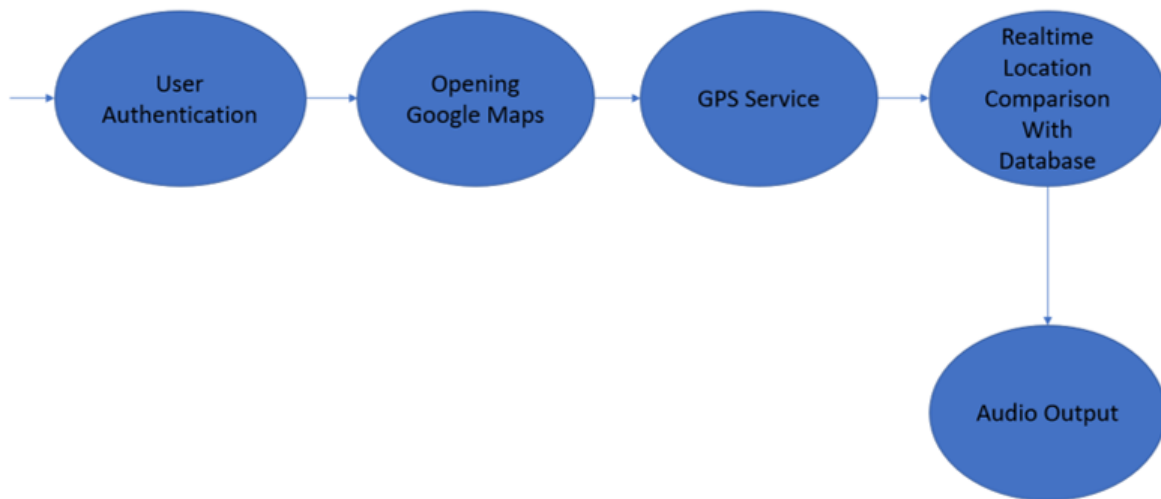 User
Authentication
Opening
Google Maps
GPS Service
Realtime
Location
Comparison
With
Database
Audio Output